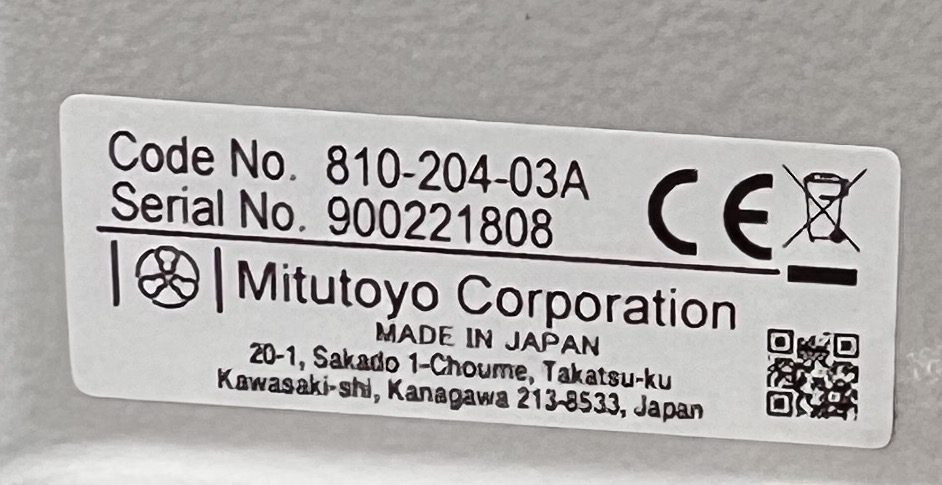 Code No. 810-204-03A
Serial No. 900221808
CE
Mitutoyo Corporation
MADE IN JAPAN
20-1, Sakado 1-Choume, Takatsu-ku
Kawasaki-shi, Kanagawa 213-8533, Japan